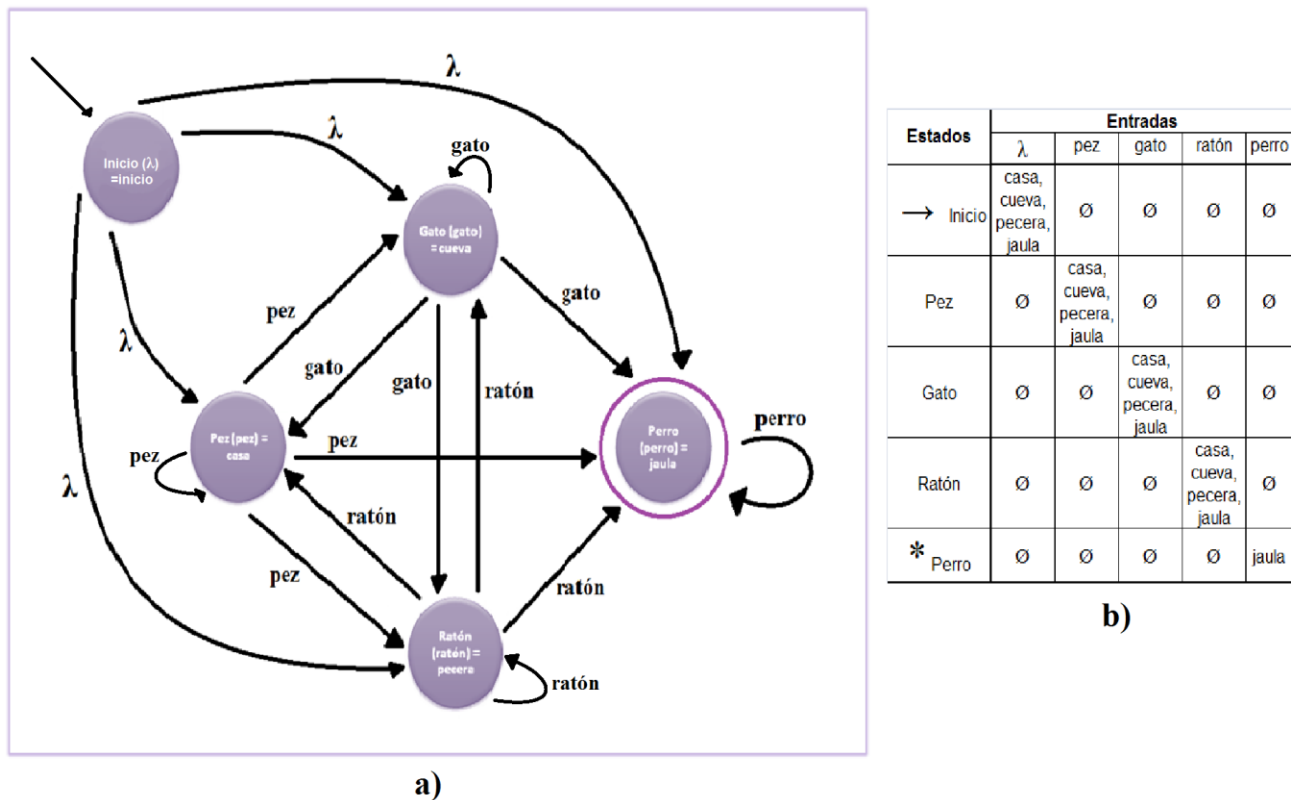 λ
Inicio (λ)
=inicio
λ
gato
Gato (gato)
= cueva
pez
gato
λ
gato
gato
ratón
Pez (pez) =
casa
pez
pez
Perro
(perro) =
jaula
perro
λ
ratón
pez
ratón
Ratón
(ratón) =
pecera
ratón
a)
Estados
Entradas
λ pez gato ratón perro
→ Inicio
casa,
cueva,
pecera,
jaula
Ø Ø Ø Ø
Pez
Ø
casa,
cueva,
pecera,
jaula
Ø Ø Ø
Gato
Ø Ø
casa,
cueva,
pecera,
jaula
Ø Ø
Ratón
Ø Ø Ø
casa,
cueva,
pecera,
jaula
Ø
* Perro Ø Ø Ø Ø jaula
b)